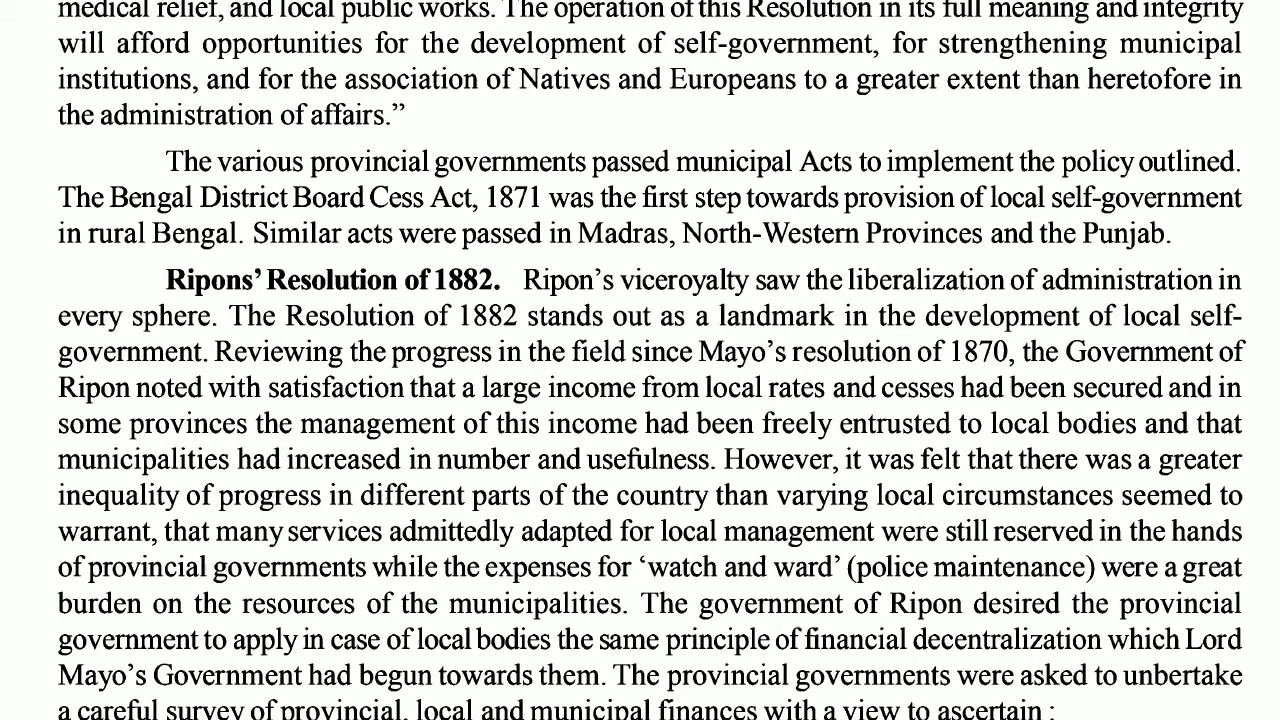 medical relief, and local public works. The operation of this Resolution in its full meaning and integrity
will afford opportunities for the development of self-government, for strengthening municipal
institutions, and for the association of Natives and Europeans to a greater extent than heretofore in
the administration of affairs.”
The various provincial governments passed municipal Acts to implement the policy outlined.
The Bengal District Board Cess Act, 1871 was the first step towards provision of local self-government
in rural Bengal. Similar acts were passed in Madras, North-Western Provinces and the Punjab.
Ripons’ Resolution of 1882. Ripon’s viceroyalty saw the liberalization of administration in
every sphere. The Resolution of 1882 stands out as a landmark in the development of local self-
government. Reviewing the progress in the field since Mayo’s resolution of 1870, the Government of
Ripon noted with satisfaction that a large income from local rates and cesses had been secured and in
some provinces the management of this income had been freely entrusted to local bodies and that
municipalities had increased in number and usefulness. However, it was felt that there was a greater
inequality of progress in different parts of the country than varying local circumstances seemed to
warrant, that many services admittedly adapted for local management were still reserved in the hands
of provincial governments while the expenses for ‘watch and ward’ (police maintenance) were a great
burden on the resources of the municipalities. The government of Ripon desired the provincial
government to apply in case of local bodies the same principle of financial decentralization which Lord
Mayo’s Government had begun towards them. The provincial governments were asked to unbertake
a careful survey of provincial, local and municipal finances with a view to ascertain :